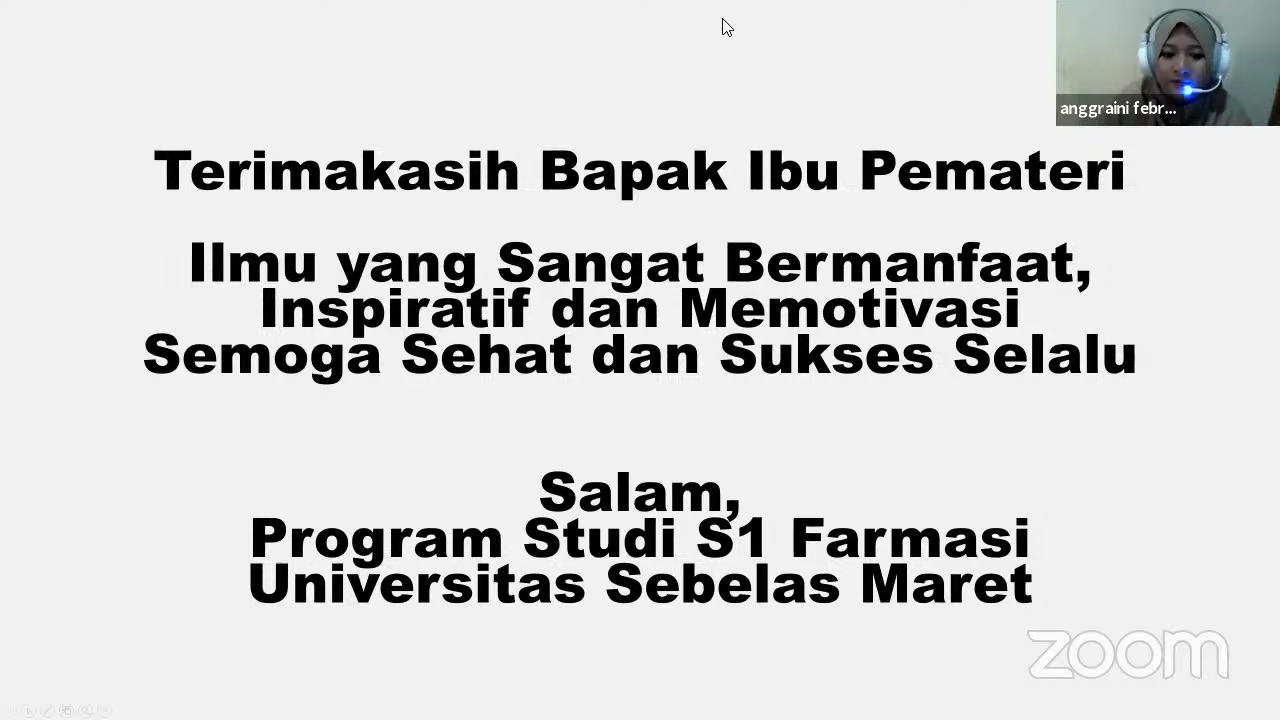 anggraini febr...
Terimakasih Bapak Ibu Pemateri
Ilmu yang Sangat Bermanfaat,
Inspiratif dan Memotivasi
Semoga Sehat dan Sukses Selalu
Salam,
Program Studi S1 Farmasi
Universitas Sebelas Maret
zoom